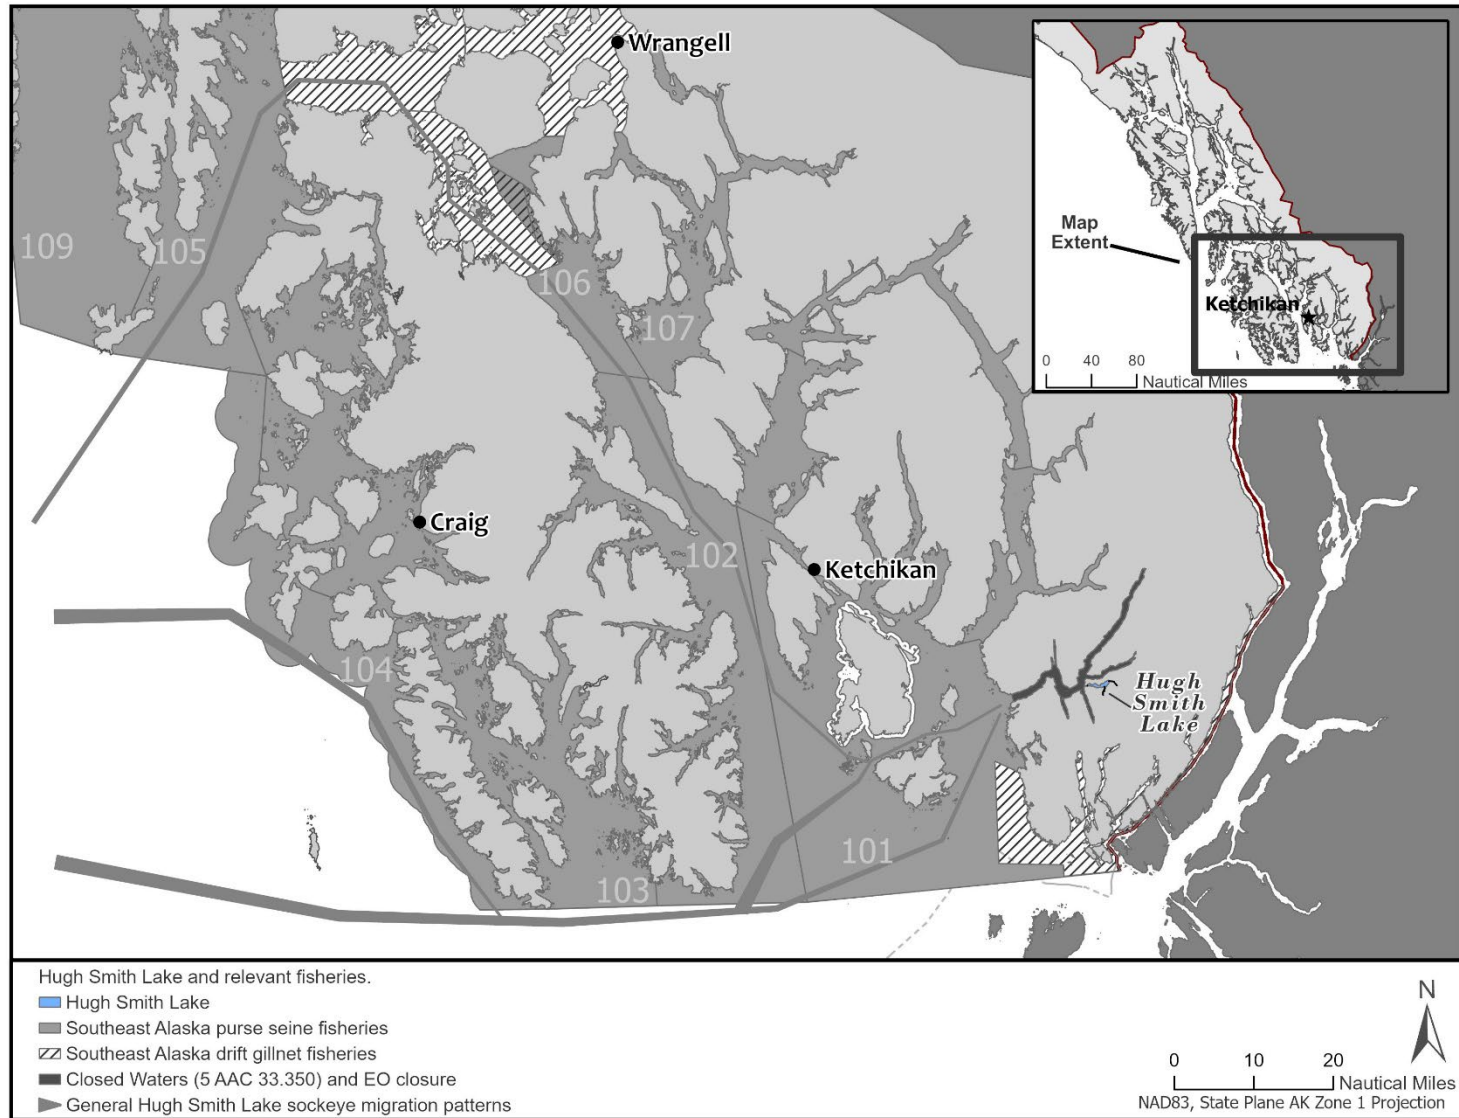 Wrangell
Map
Extent
Ketchikan
0 40 80
Nautical Miles
109
105
106
107
Craig
102
Ketchikan
104
Hugh
Smith
Lake
101
103
Hugh Smith Lake and relevant fisheries.
Hugh Smith Lake
Southeast Alaska purse seine fisheries
Southeast Alaska drift gillnet fisheries
Closed Waters (5 AAC 33.350) and EO closure
General Hugh Smith Lake sockeye migration patterns
N
0 10 20
Nautical Miles
NAD83, State Plane AK Zone 1 Projection